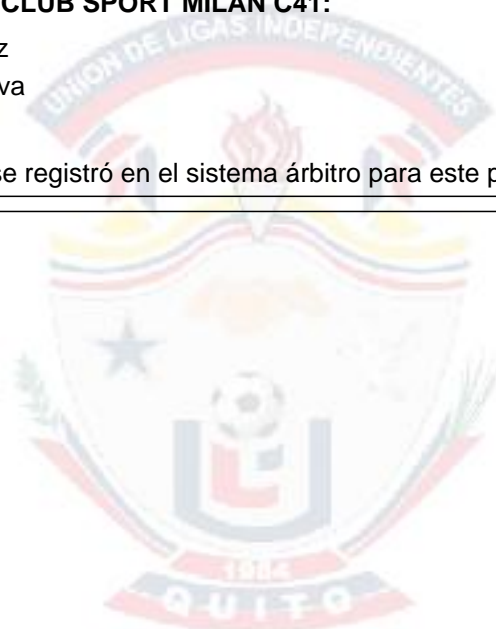 CLUB SPORT MILAN C41:
z
va
se registró en el sistema árbitro para este p
UNION DE LIGAS INDEPENDIENTES
1984
QUITO